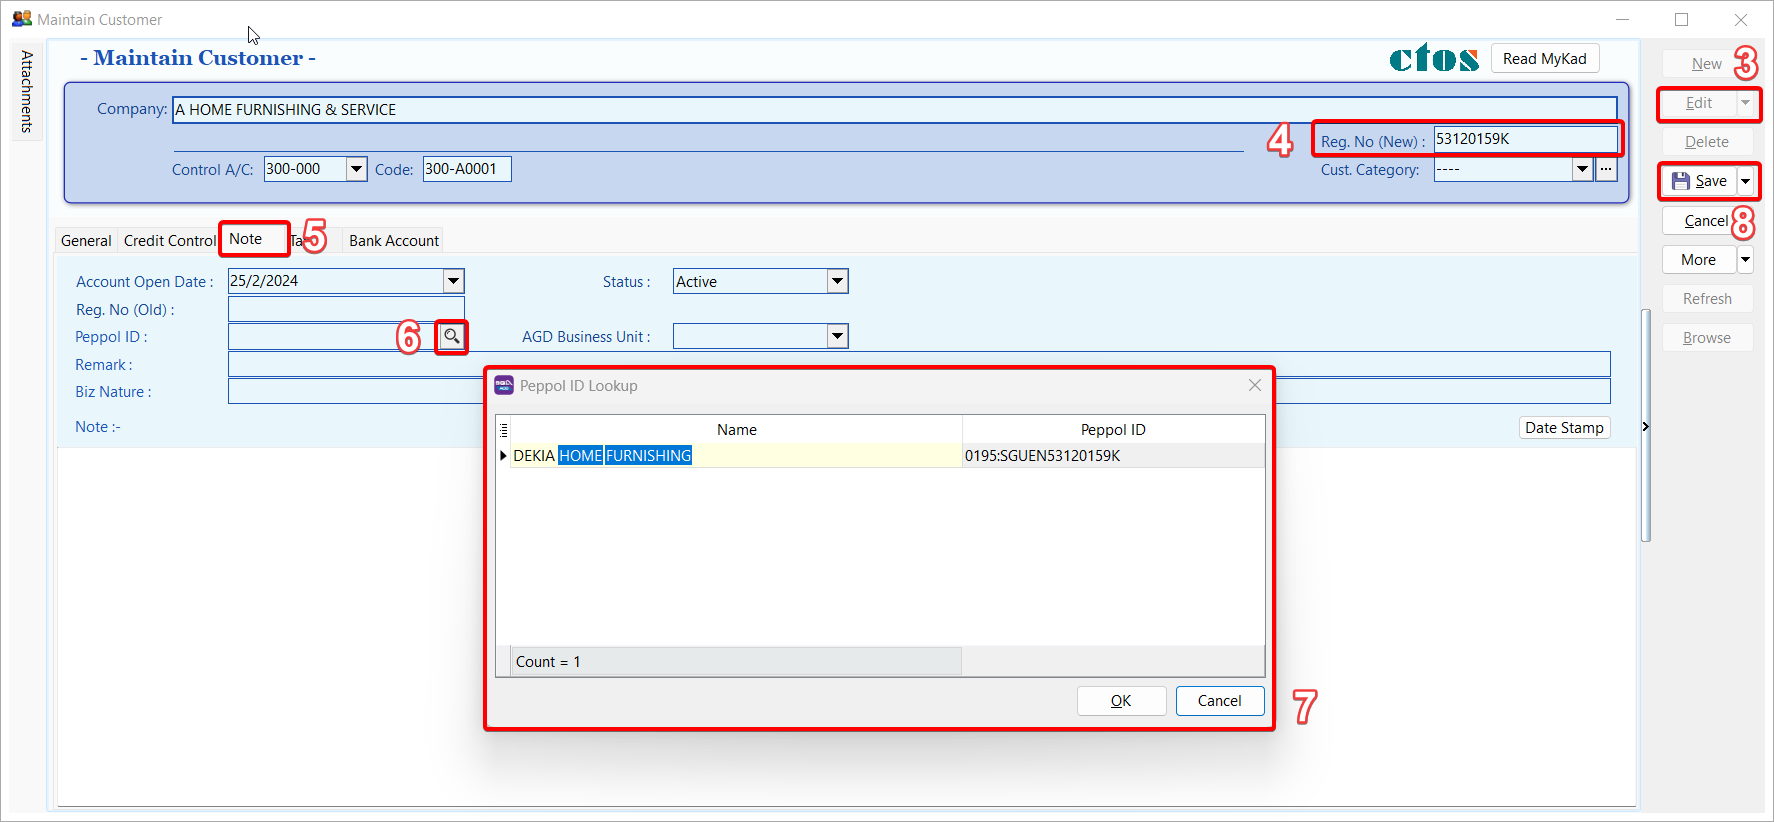 Maintain Customer
Attachments
- Maintain Customer -
ctos
Read MyKad
New
3
Company: A HOME FURNISHING & SERVICE
Edit
4
Reg. No (New) : 53120159K
Delete
Control A/C: 300-000 Code: 300-A0001
Cust. Category: ---- ...
Save
Cancel
8
General Credit Control Note 5 Ta Bank Account
More
Account Open Date : 25/2/2024
Status : Active
Refresh
Reg. No (Old) :
Peppol ID :
6
AGD Business Unit :
Browse
Remark :
Biz Nature :
Peppol ID Lookup
Note :-
Date Stamp
Name Peppol ID
DEKIA HOME FURNISHING 0195:SGUEN53120159K
Count = 1
OK Cancel
7